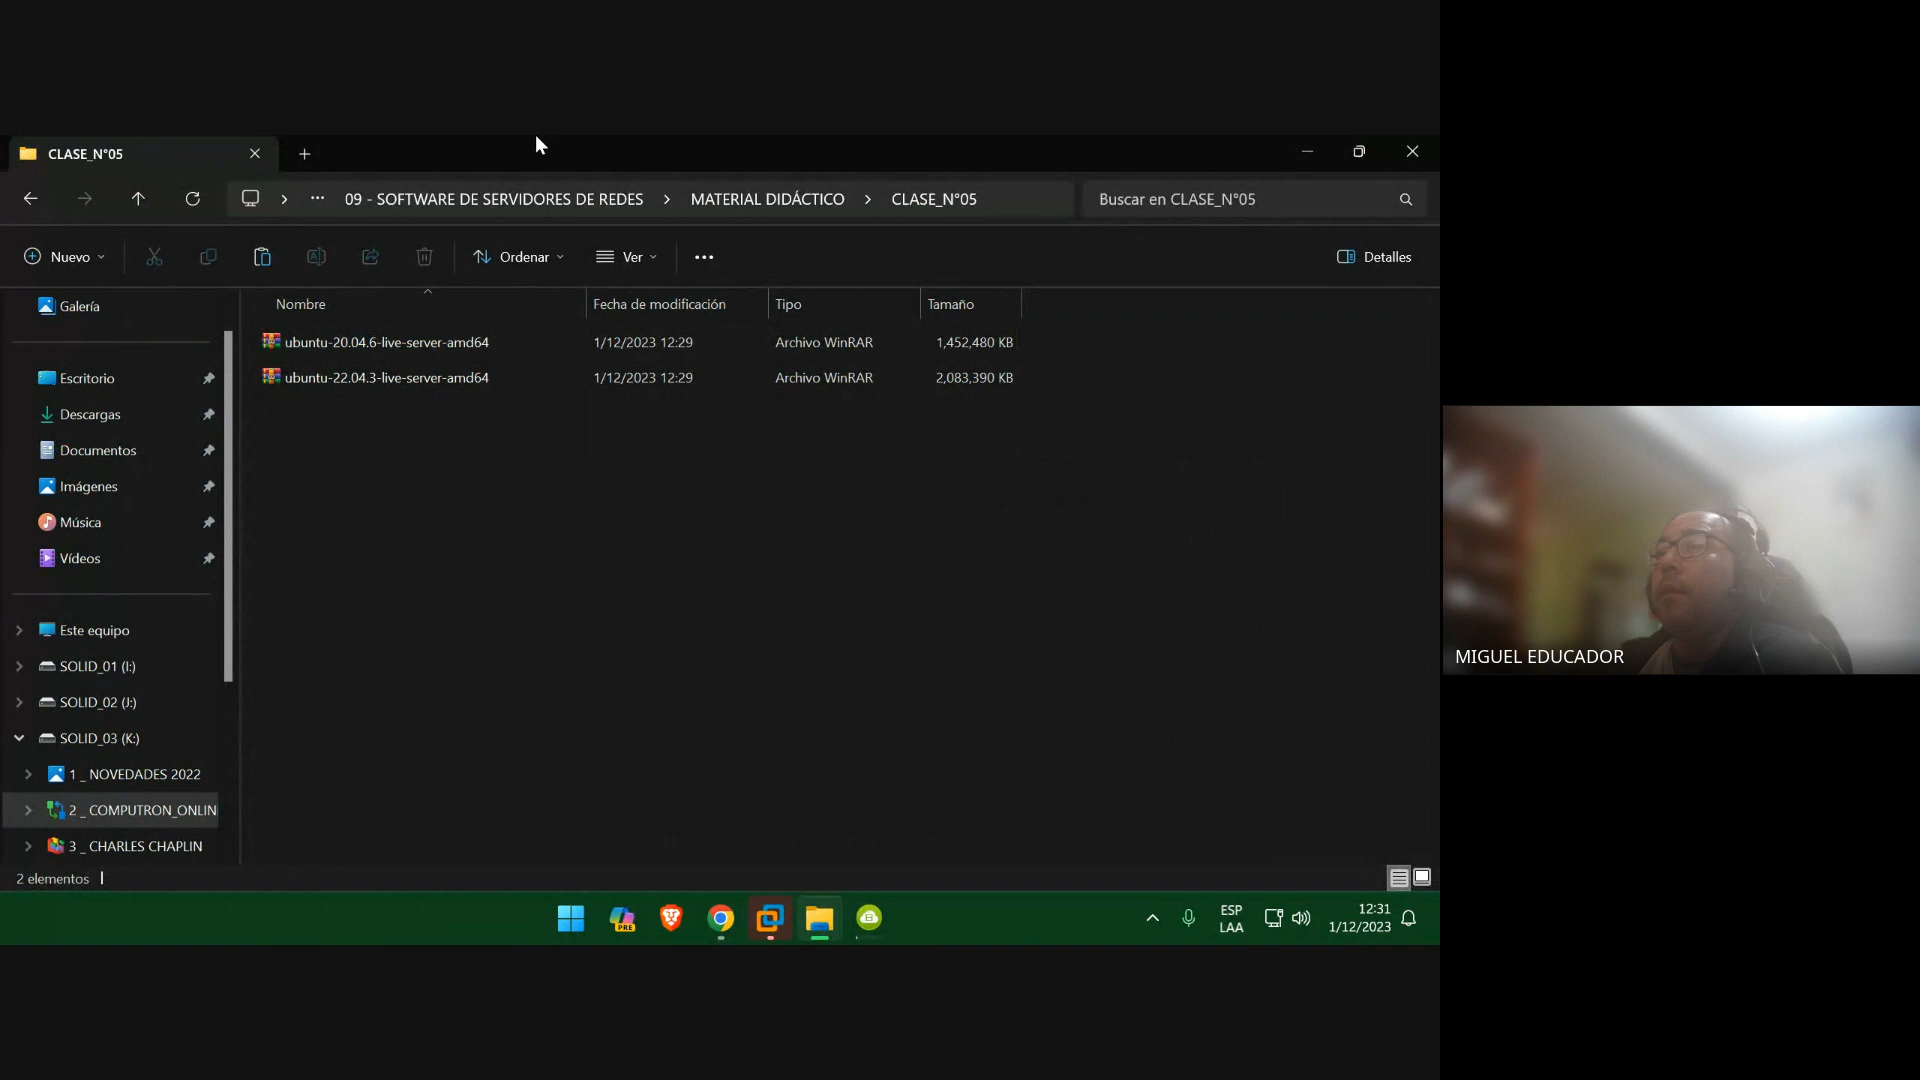 CLASE_N°05
09 - SOFTWARE DE SERVIDORES DE REDES
MATERIAL DIDÁCTICO
CLASE_N°05
Buscar en CLASE_N°05
Nuevo
Ordenar
Ver
Detalles
Nombre
Fecha de modificación
Tipo
Tamaño
ubuntu-20.04.6-live-server-amd64
1/12/2023 12:29
Archivo WinRAR
1,452,480 KB
ubuntu-22.04.3-live-server-amd64
1/12/2023 12:29
Archivo WinRAR
2,083,390 KB
Galería
Escritorio
Descargas
Documentos
Imágenes
Música
Vídeos
Este equipo
SOLID_01 (I:)
SOLID_02 (J:)
SOLID_03 (K:)
1 _ NOVEDADES 2022
2 _ COMPUTRON_ONLIN
3 _ CHARLES CHAPLIN
2 elementos
PRE
ESP
LAA
12:31
1/12/2023
MIGUEL EDUCADOR